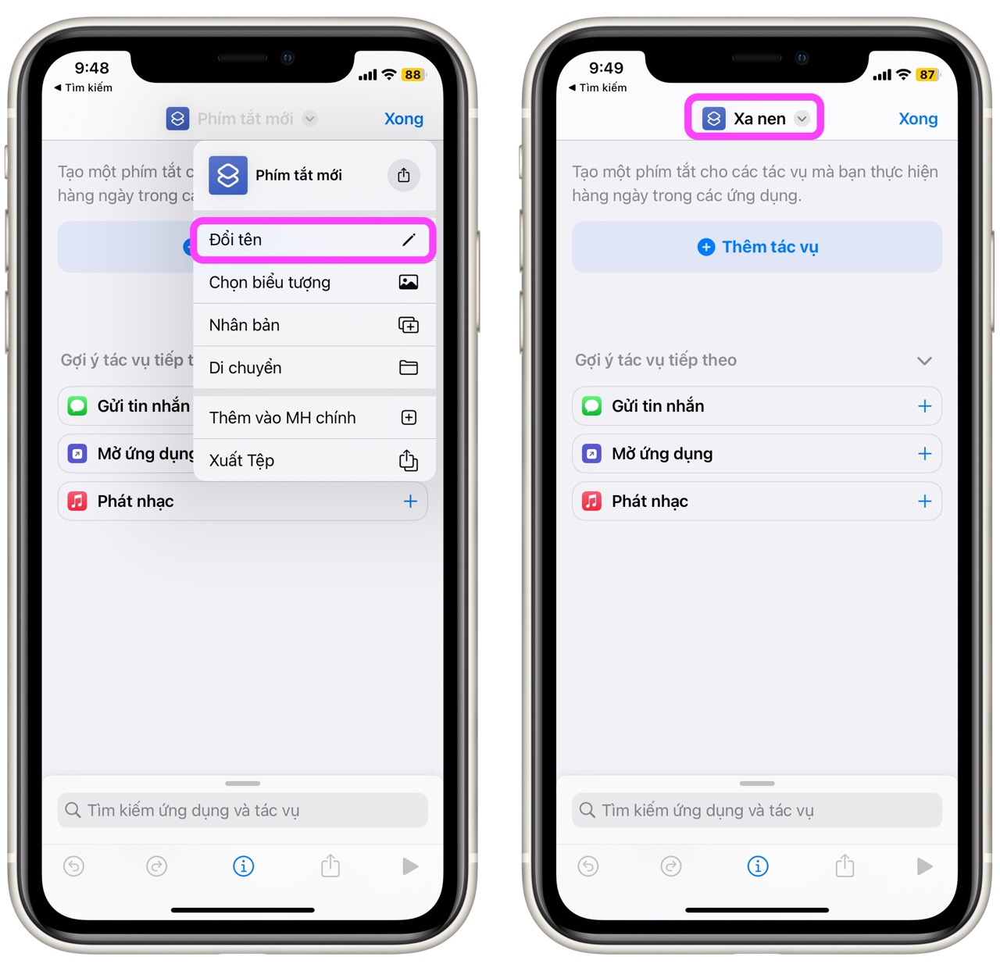 9:48
88
Tìm kiếm
Phím tắt mới
Xong
Tạo một phím tắt c
hàng ngày trong cá
Phím tắt mới
Đổi tên
Chọn biểu tượng
Nhân bản
Di chuyển
Gợi ý tác vụ tiếp t
Thêm vào MH chính
Xuất Tệp
Gửi tin nhắn
Mở ứng dụng
Phát nhạc
Tìm kiếm ứng dụng và tác vụ
9:49
87
Tìm kiếm
Xa nen
Xong
Tạo một phím tắt cho các tác vụ mà bạn thực hiện
hàng ngày trong các ứng dụng.
Thêm tác vụ
Gợi ý tác vụ tiếp theo
Gửi tin nhắn
Mở ứng dụng
Phát nhạc
Tìm kiếm ứng dụng và tác vụ